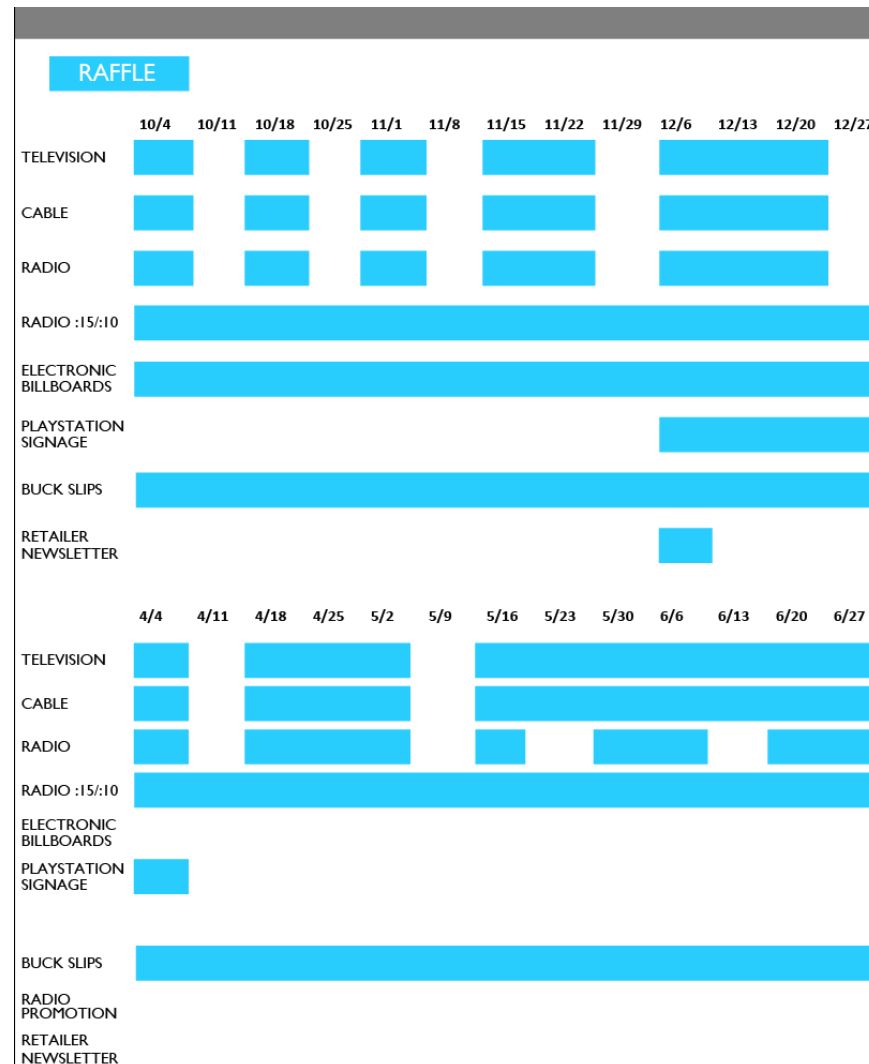 RAFFLE
10/4 10/11 10/18 10/25 11/1 11/8 11/15 11/22 11/29 12/6 12/13 12/20 12/27
TELEVISION
CABLE
RADIO
RADIO :15/:10
ELECTRONIC
BILLBOARDS
PLAYSTATION
SIGNAGE
BUCK SLIPS
RETAILER
NEWSLETTER
4/4 4/11 4/18 4/25 5/2 5/9 5/16 5/23 5/30 6/6 6/13 6/20 6/27
TELEVISION
CABLE
RADIO
RADIO :15/:10
ELECTRONIC
BILLBOARDS
PLAYSTATION
SIGNAGE
BUCK SLIPS
RADIO
PROMOTION
RETAILER
NEWSLETTER